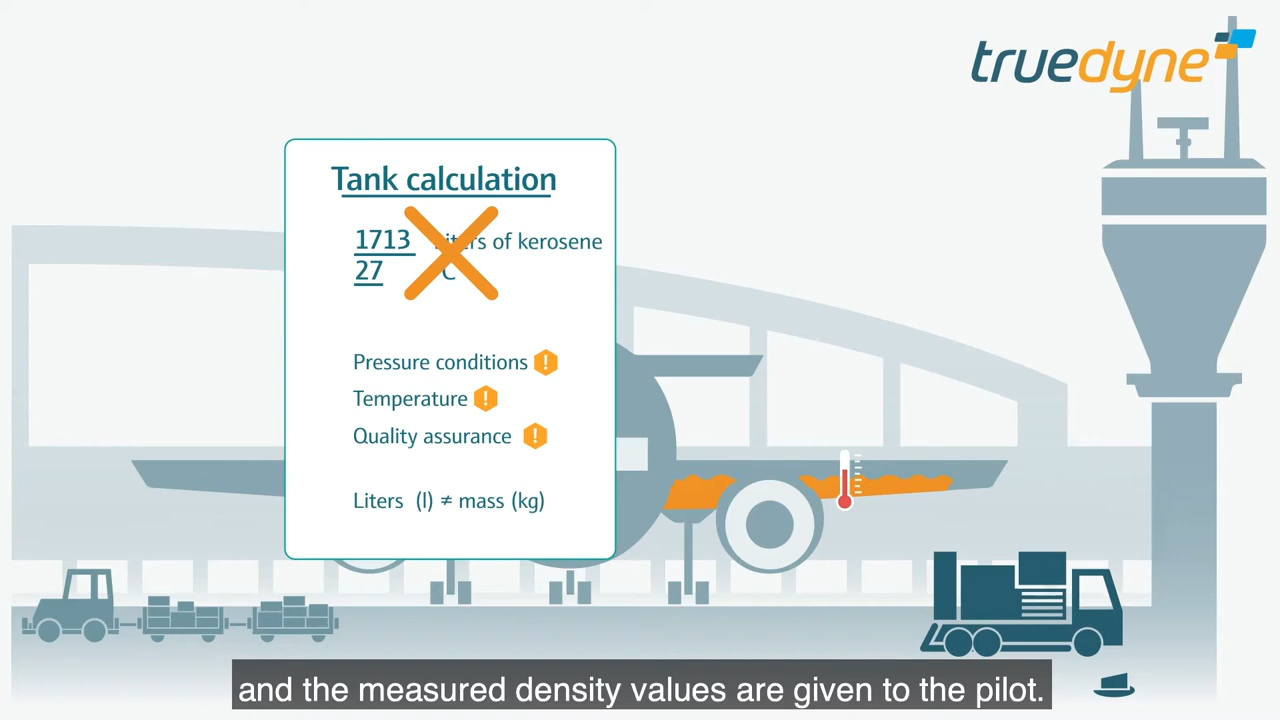 truedyne
Tank calculation
1713 Liters of kerosene
27 °C
Pressure conditions !
Temperature !
Quality assurance !
Liters (l) ≠ mass (kg)
and the measured density values are given to the pilot.